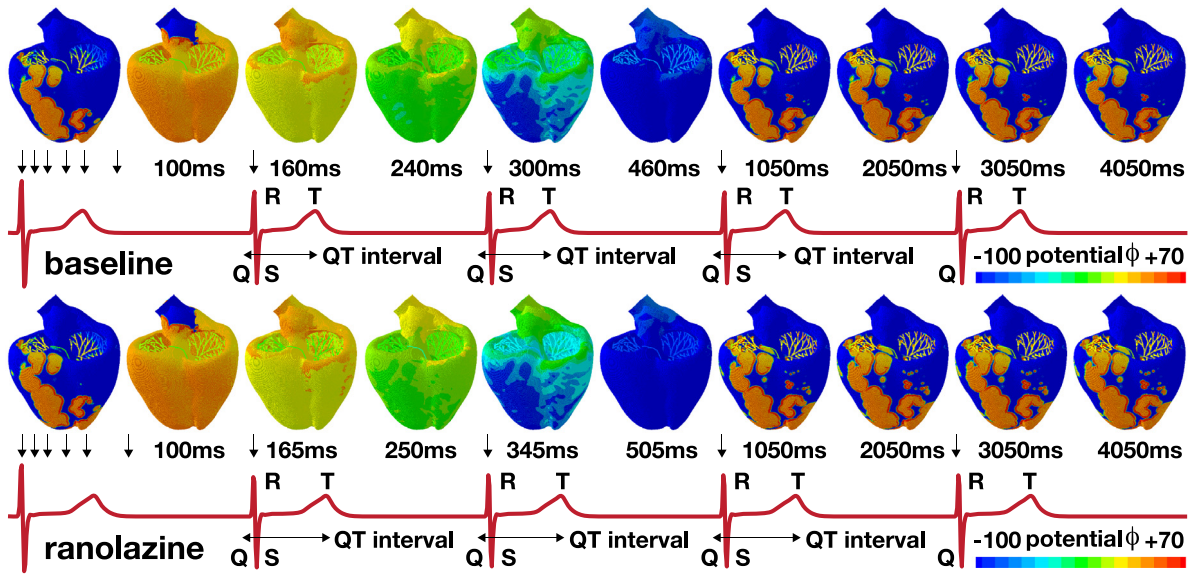 100ms 160ms 240ms 300ms 460ms 1050ms 2050ms 3050ms 4050ms
R T R T R T R T
baseline Q S QT interval Q S QT interval Q S QT interval Q S
-100 potential ϕ +70
100ms 165ms 250ms 345ms 505ms 1050ms 2050ms 3050ms 4050ms
R T R T R T R T
ranolazine Q S QT interval Q S QT interval Q S QT interval Q S
-100 potential ϕ +70